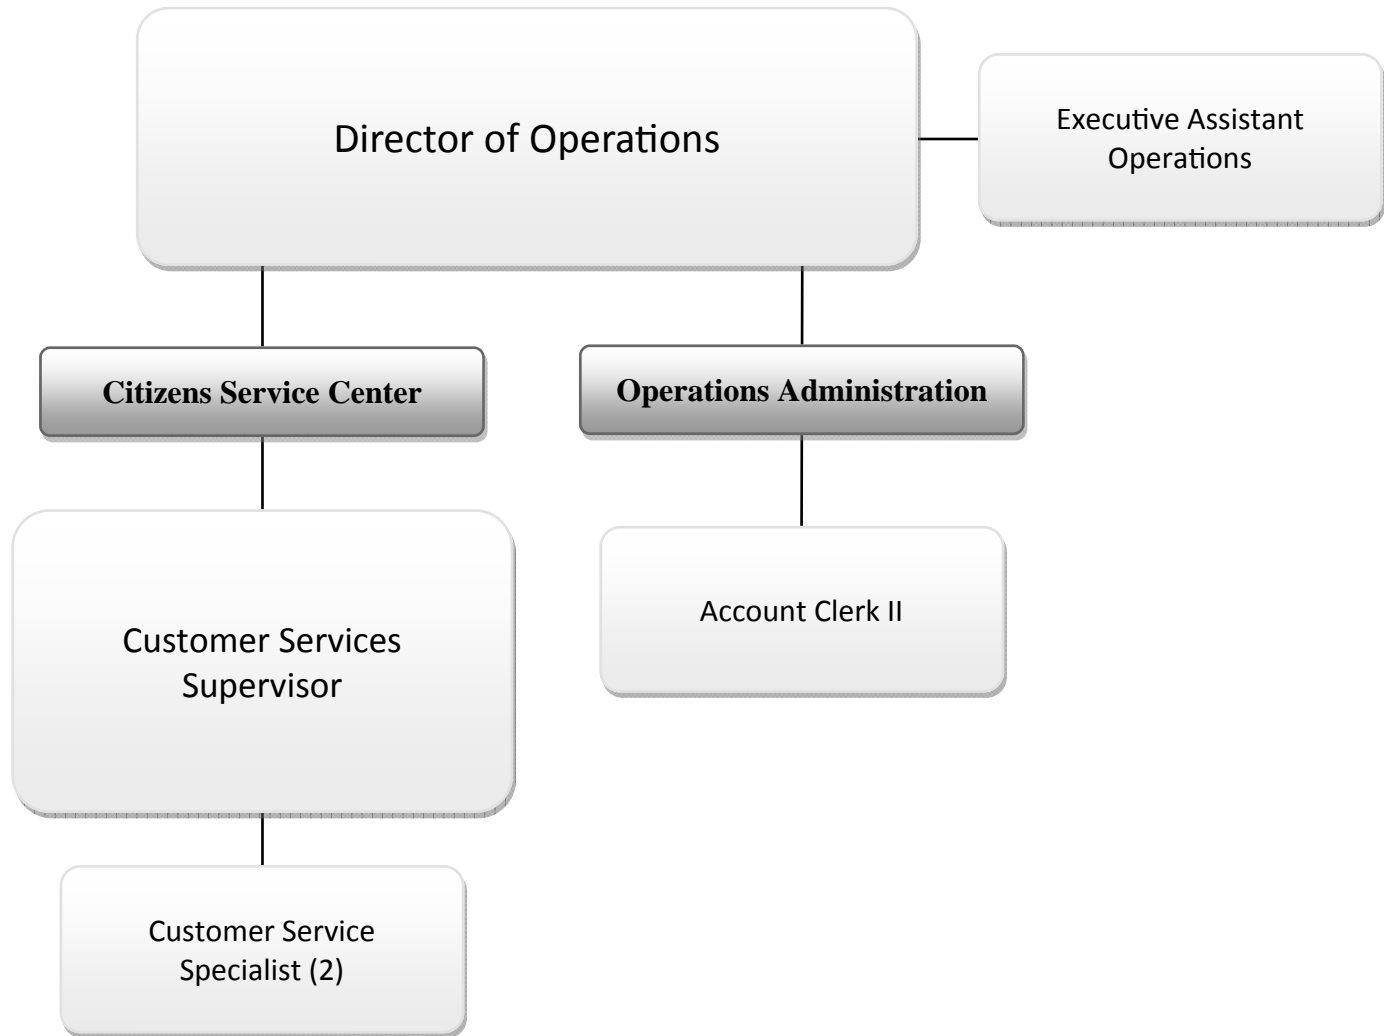 Director of Operations
Executive Assistant
Operations
Citizens Service Center
Operations Administration
Customer Services
Supervisor
Account Clerk II
Customer Service
Specialist (2)